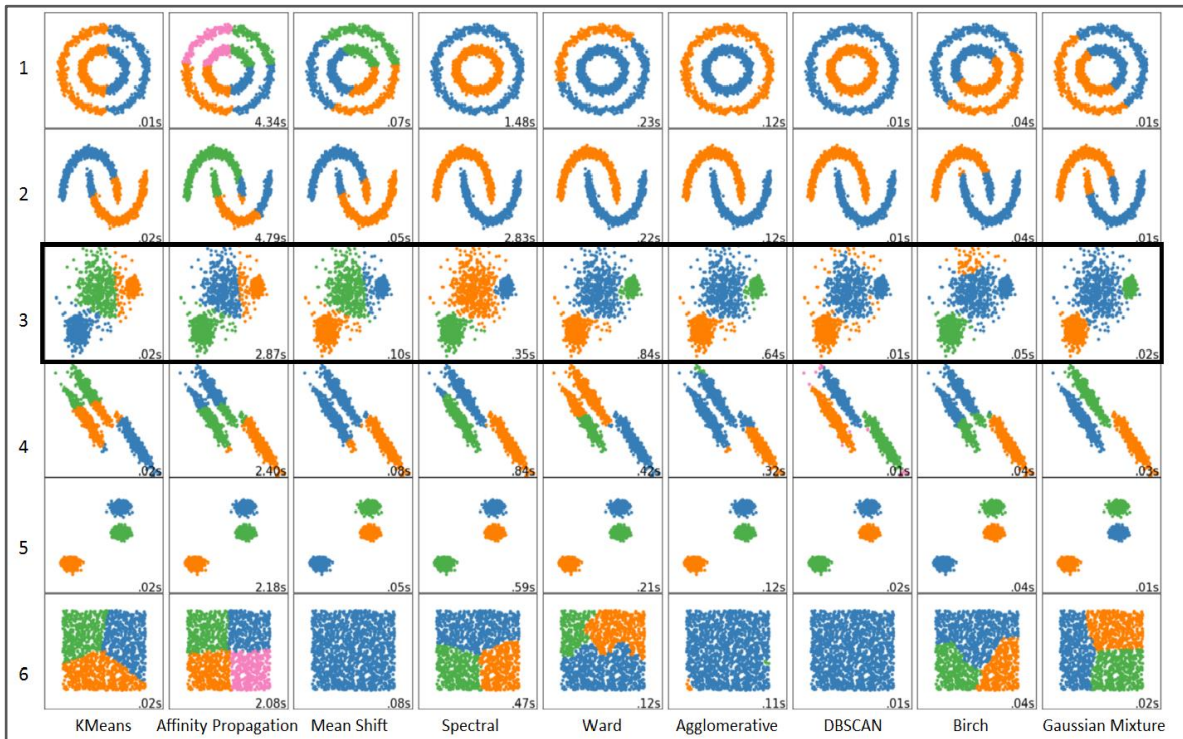 1
.01s 4.34s .07s 1.48s .23s .12s .01s .04s .01s
2
.02s 4.79s .05s 2.83s .22s .12s .01s .04s .01s
3
.02s 2.87s .10s .35s .84s .64s .01s .05s .02s
4
.02s 2.40s .08s .84s .42s .32s .01s .04s .03s
5
.02s 2.18s .05s .59s .21s .12s .02s .04s .01s
6
.02s 2.08s .08s .47s .12s .11s .01s .04s .02s
KMeans Affinity Propagation Mean Shift Spectral Ward Agglomerative DBSCAN Birch Gaussian Mixture